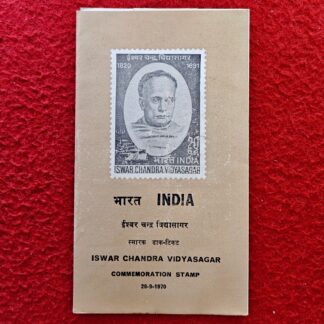 ईश्वर चन्द्र विद्यासागर
1820 1891
भारत INDIA
ISWAR CHANDRA VIDYASAGAR
भारत INDIA
ईश्वर चन्द्र विद्यासागर
स्मारक डाक-टिकट
ISWAR CHANDRA VIDYASAGAR
COMMEMORATION STAMP
26-9-1970